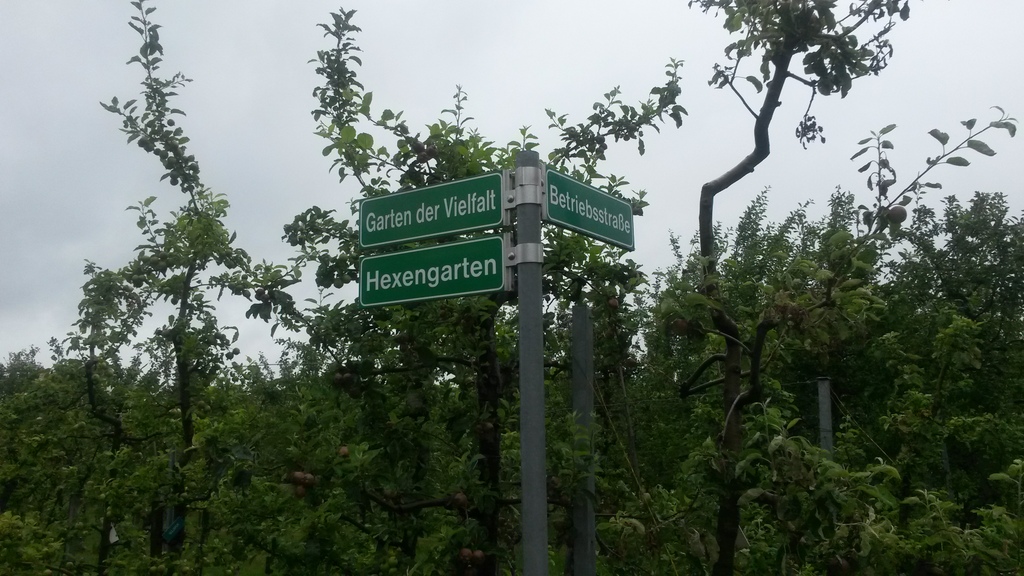 Garten der Vielfalt
Hexengarten
Betriebsstraße